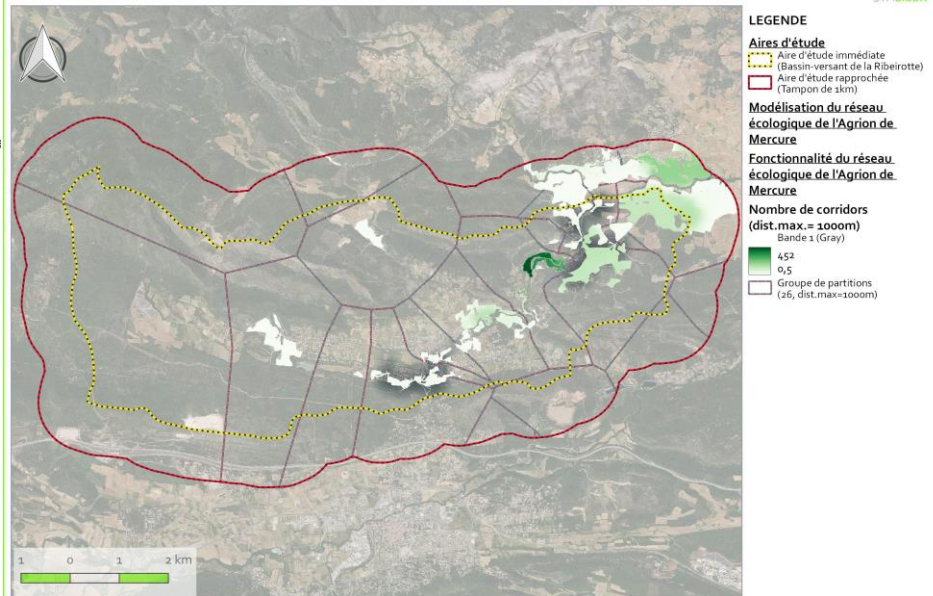 LEGENDE
Aires d'étude
Aire d'étude immédiate
(Bassin-versant de la Ribeirotte)
Aire d'étude rapprochée
(Tampon de 1km)
Modélisation du réseau
écologique de l'Agrion de
Mercure
Fonctionnalité du réseau
écologique de l'Agrion de
Mercure
Nombre de corridors
(dist.max.= 1000m)
Bande 1 (Gray)
452
0,5
Groupe de partitions
(26, dist.max=1000m)
1 0 1 2 km